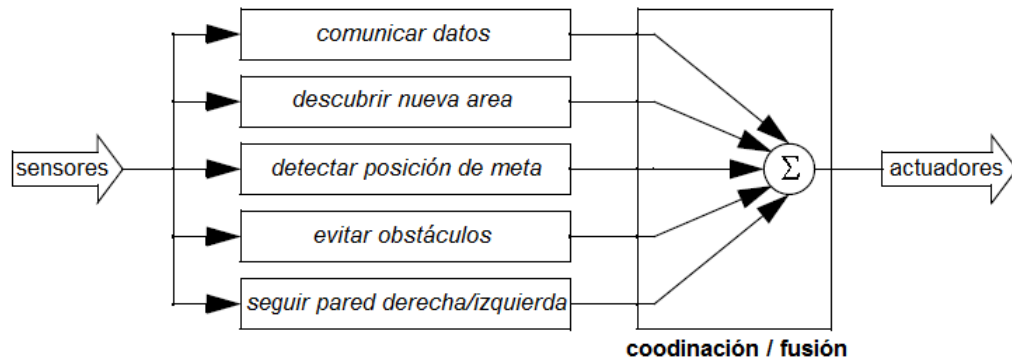 comunicar datos
descubrir nueva area
sensores
detectar posición de meta
Σ
actuadores
evitar obstáculos
seguir pared derecha/izquierda
coodinación / fusión